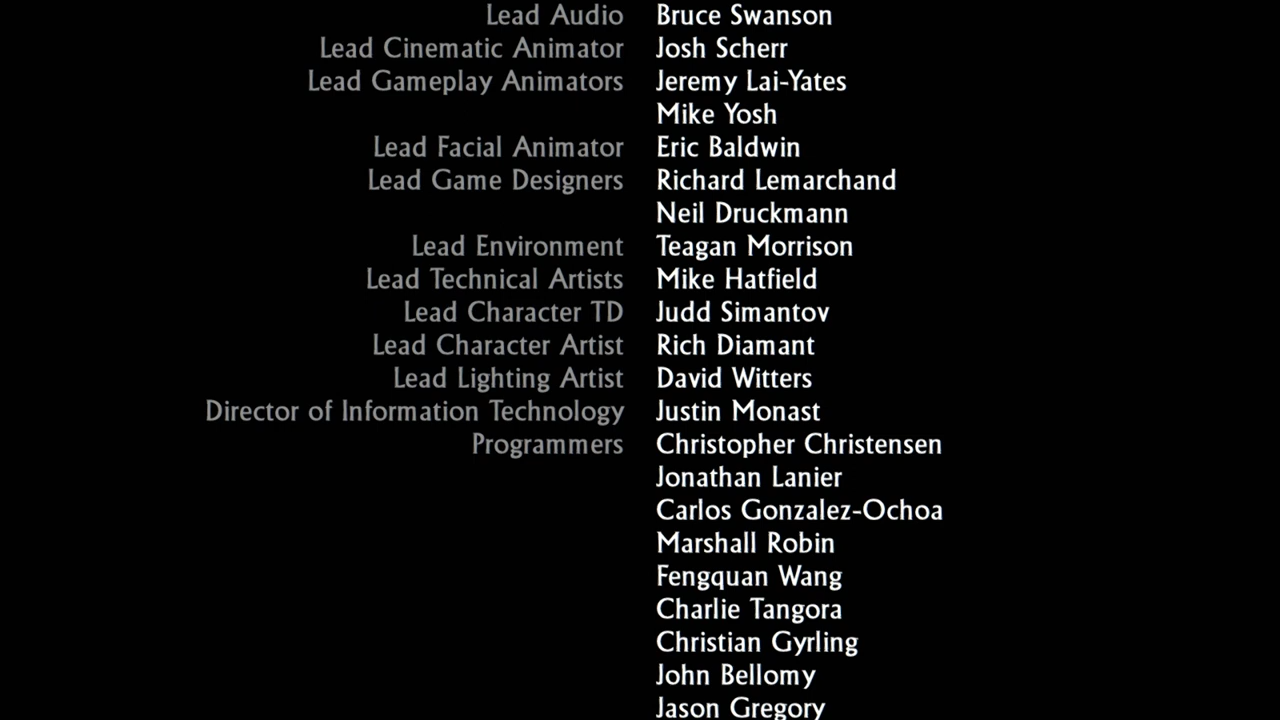 Lead Audio Bruce Swanson
Lead Cinematic Animator Josh Scherr
Lead Gameplay Animators Jeremy Lai-Yates
Mike Yosh
Lead Facial Animator Eric Baldwin
Lead Game Designers Richard Lemarchand
Neil Druckmann
Lead Environment Teagan Morrison
Lead Technical Artists Mike Hatfield
Lead Character TD Judd Simantov
Lead Character Artist Rich Diamant
Lead Lighting Artist David Witters
Director of Information Technology Justin Monast
Programmers Christopher Christensen
Jonathan Lanier
Carlos Gonzalez-Ochoa
Marshall Robin
Fengquan Wang
Charlie Tangora
Christian Gyrling
John Bellomy
Jason Gregory